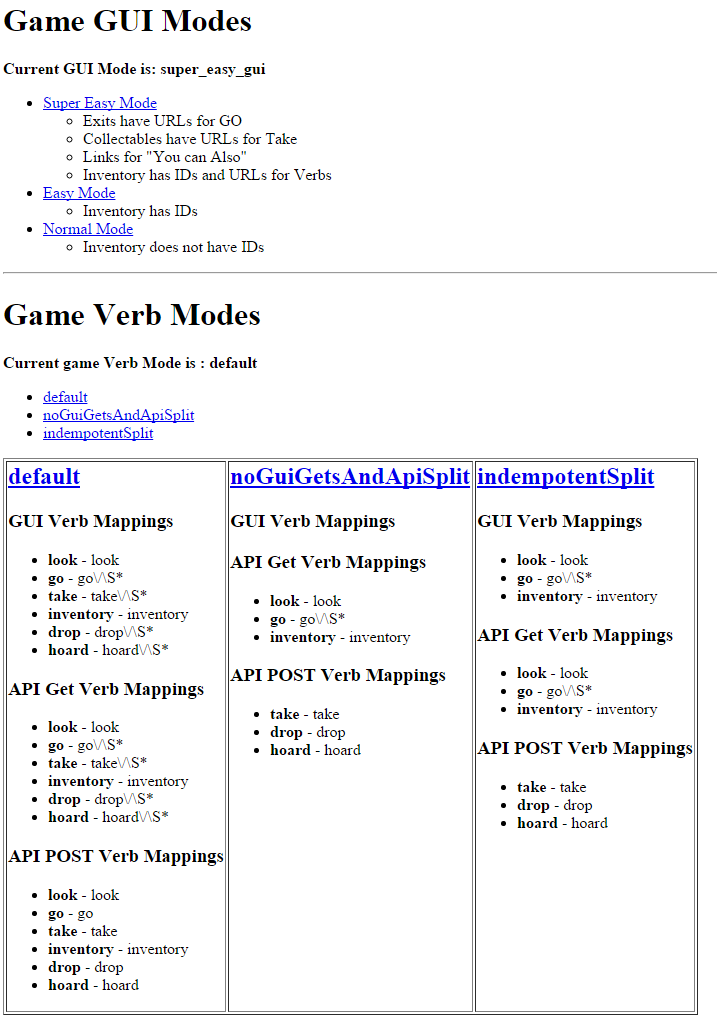 Game GUI Modes
Current GUI Mode is: super_easy_gui
Super Easy Mode
Exits have URLs for GO
Collectables have URLs for Take
Links for "You can Also"
Inventory has IDs and URLs for Verbs
Easy Mode
Inventory has IDs
Normal Mode
Inventory does not have IDs
Game Verb Modes
Current game Verb Mode is : default
default
noGuiGetsAndApiSplit
indempotentSplit
default
GUI Verb Mappings
look - look
go - go\/\S*
take - take\/\S*
inventory - inventory
drop - drop\/\S*
hoard - hoard\/\S*
API Get Verb Mappings
look - look
go - go\/\S*
take - take\/\S*
inventory - inventory
drop - drop\/\S*
hoard - hoard\/\S*
API POST Verb Mappings
look - look
go - go
take - take
inventory - inventory
drop - drop
hoard - hoard
noGuiGetsAndApiSplit
GUI Verb Mappings
API Get Verb Mappings
look - look
go - go\/\S*
inventory - inventory
API POST Verb Mappings
take - take
drop - drop
hoard - hoard
indempotentSplit
GUI Verb Mappings
look - look
go - go\/\S*
inventory - inventory
API Get Verb Mappings
look - look
go - go\/\S*
inventory - inventory
API POST Verb Mappings
take - take
drop - drop
hoard - hoard